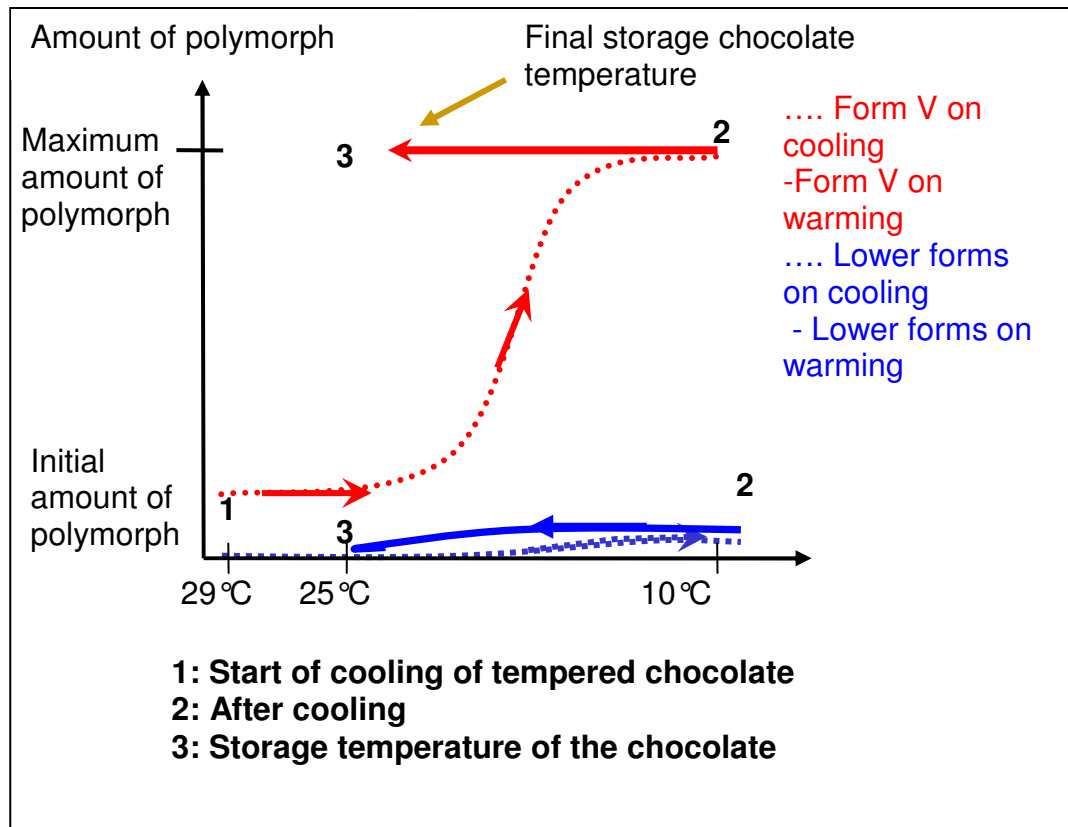 Amount of polymorph
Final storage chocolate
temperature
Maximum
amount of
polymorph
3
2
…. Form V on
cooling
-Form V on
warming
…. Lower forms
on cooling
- Lower forms on
warming
Initial
amount of
polymorph
1
3
2
29°C
25°C
10°C
1: Start of cooling of tempered chocolate
2: After cooling
3: Storage temperature of the chocolate